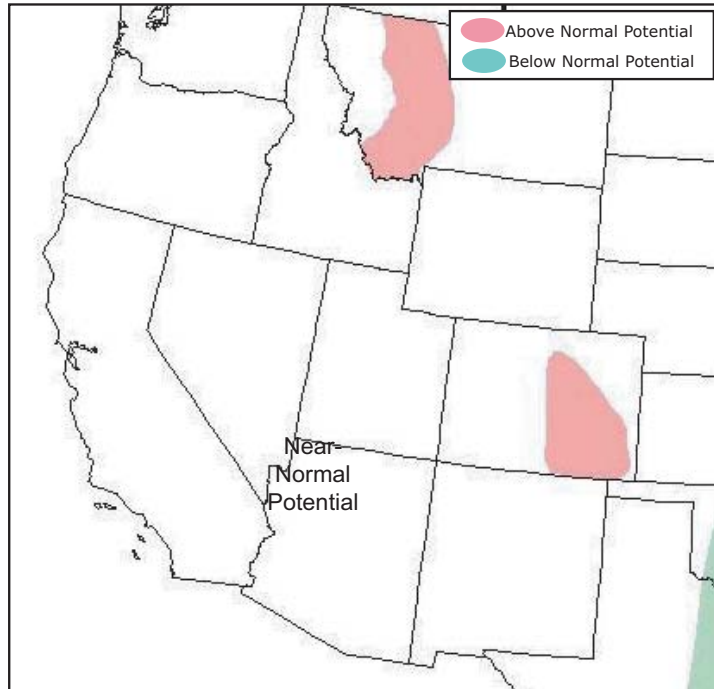 Above Normal Potential
Below Normal Potential
Near-
Normal
Potential